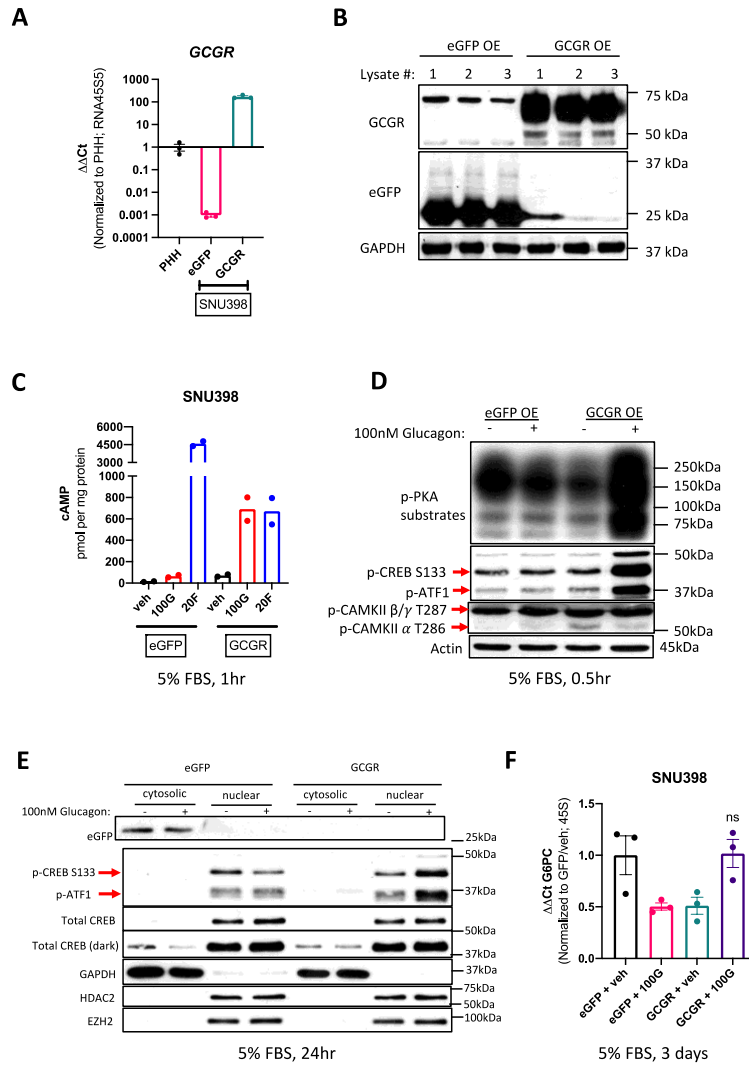 A
GCGR
ΔΔCt
(Normalized to PHH; RNA45S5)
1000
100
10
1
0.1
0.01
0.001
0.0001
PHH
eGFP
GCGR
SNU398
B
eGFP OE
GCGR OE
Lysate #:
1 2 3 1 2 3
GCGR
75 kDa
50 kDa
eGFP
37 kDa
25 kDa
GAPDH
37 kDa
C
SNU398
cAMP
pmol per mg protein
6000
5250
4500
1000
800
600
400
200
0
veh
100G
20F
veh
100G
20F
eGFP
GCGR
5% FBS, 1hr
D
eGFP OE
GCGR OE
100nM Glucagon:
- + - +
p-PKA
substrates
250kDa
150kDa
100kDa
75kDa
50kDa
p-CREB S133
p-ATF1
37kDa
p-CAMKII β/γ T287
p-CAMKII α T286
50kDa
Actin
45kDa
5% FBS, 0.5hr
E
eGFP
GCGR
cytosolic
nuclear
cytosolic
nuclear
100nM Glucagon:
- + - + - + - +
eGFP
25kDa
50kDa
p-CREB S133
p-ATF1
37kDa
Total CREB
50kDa
Total CREB (dark)
37kDa
GAPDH
37kDa
HDAC2
75kDa
50kDa
EZH2
100kDa
5% FBS, 24hr
F
SNU398
ΔΔCt G6PC
(Normalized to GFP/veh; 45S)
1.5
1.0
0.5
0.0
ns
eGFP + veh
eGFP + 100G
GCGR + veh
GCGR + 100G
5% FBS, 3 days